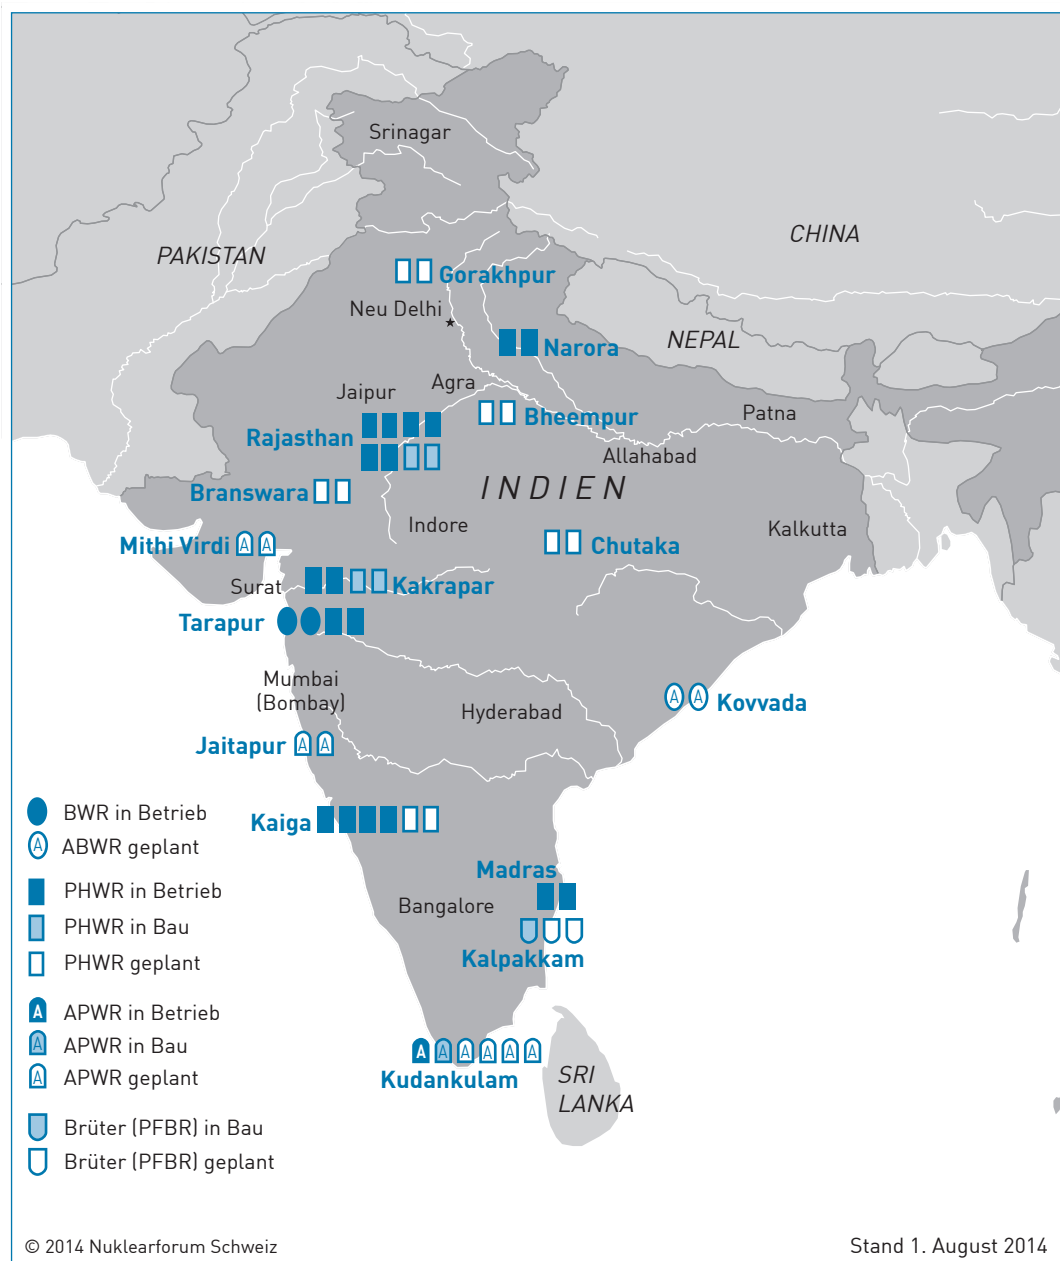 Srinagar
CHINA
PAKISTAN
Gorakhpur
Neu Delhi
NEPAL
Narora
Agra
Jaipur
Patna
Bheempur
Rajasthan
Allahabad
INDIEN
Branswara
Indore
Kalkutta
Mithi Virdi A A
Chutaka
Surat
Kakrapar
Tarapur
Mumbai
(Bombay)
A A Kovvada
Hyderabad
Jaitapur A A
BWR in Betrieb
Kaiga
A ABWR geplant
Madras
PHWR in Betrieb
Bangalore
PHWR in Bau
Kalpakkam
PHWR geplant
A APWR in Betrieb
A APWR in Bau
A A A A A A
Kudankulam
A APWR geplant
SRI
LANKA
Brüter (PFBR) in Bau
Brüter (PFBR) geplant
© 2014 Nuklearforum Schweiz
Stand 1. August 2014